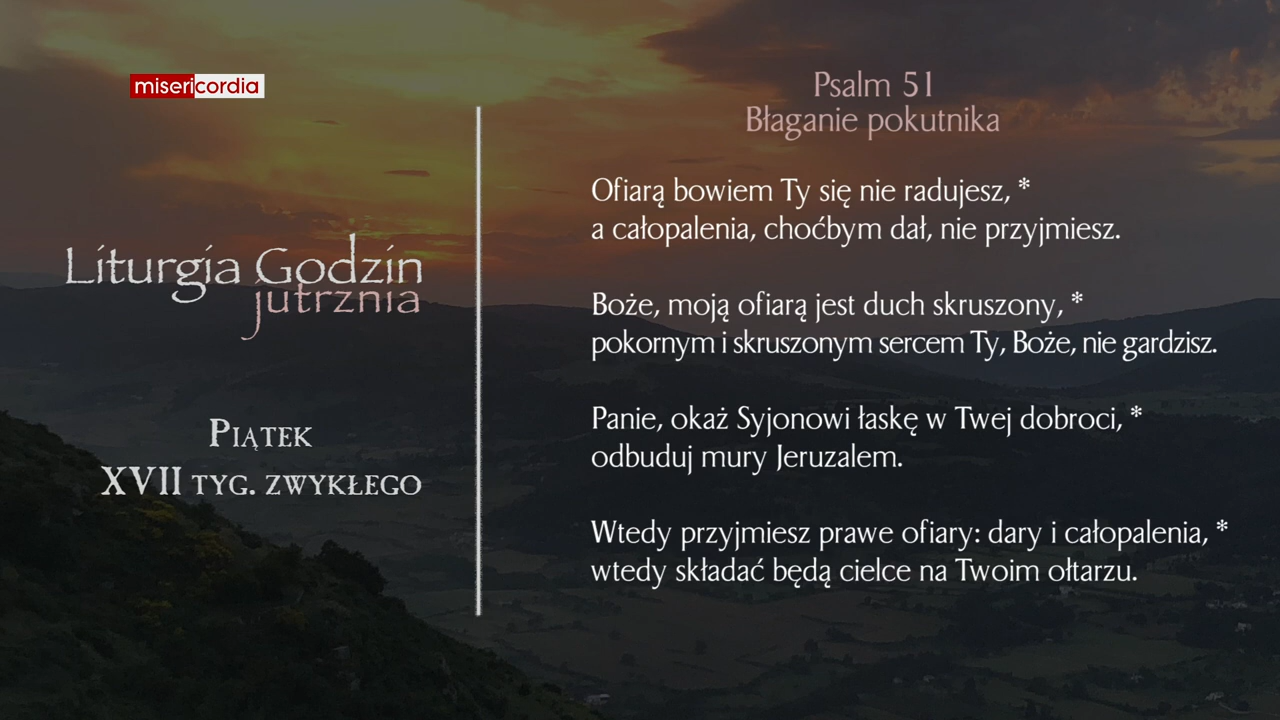 misericordia
Liturgia Godzin
jutrznia
Piątek
XVII tyg. zwykłego
Psalm 51
Błaganie pokutnika
Ofiarą bowiem Ty się nie radujesz, *
a całopalenia, choćbym dał, nie przyjmiesz.
Boże, moją ofiarą jest duch skruszony, *
pokornym i skruszonym sercem Ty, Boże, nie gardzisz.
Panie, okaż Syjonowi łaskę w Twej dobroci, *
odbuduj mury Jeruzalem.
Wtedy przyjmiesz prawe ofiary: dary i całopalenia, *
wtedy składać będą cielce na Twoim ołtarzu.